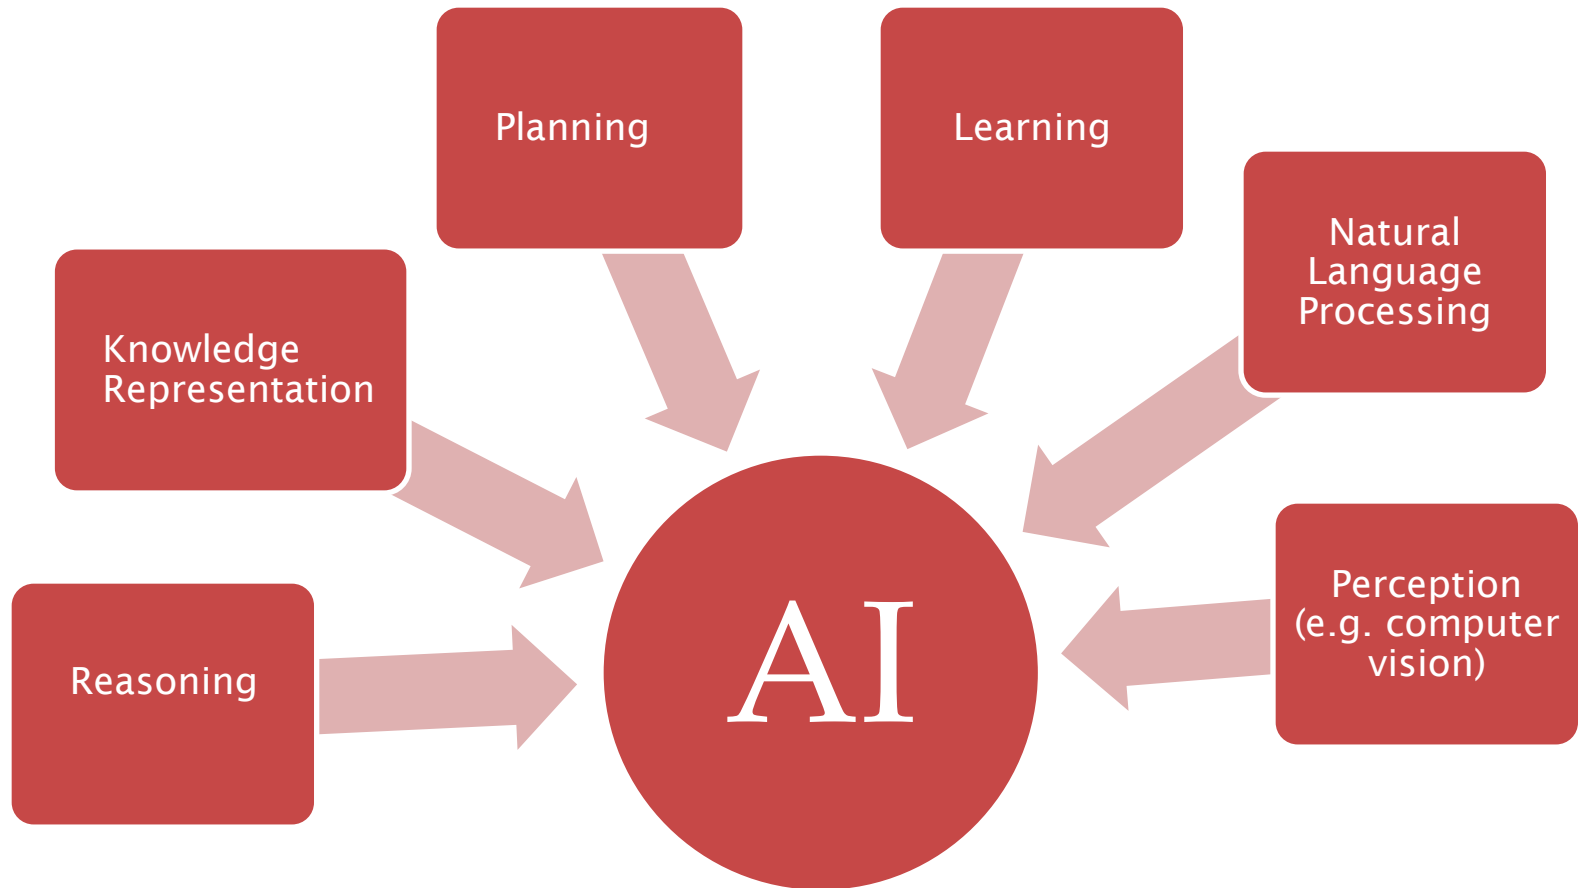 Planning
Learning
Natural
Language
Processing
Knowledge
Representation
Perception
(e.g. computer
vision)
Reasoning
AI